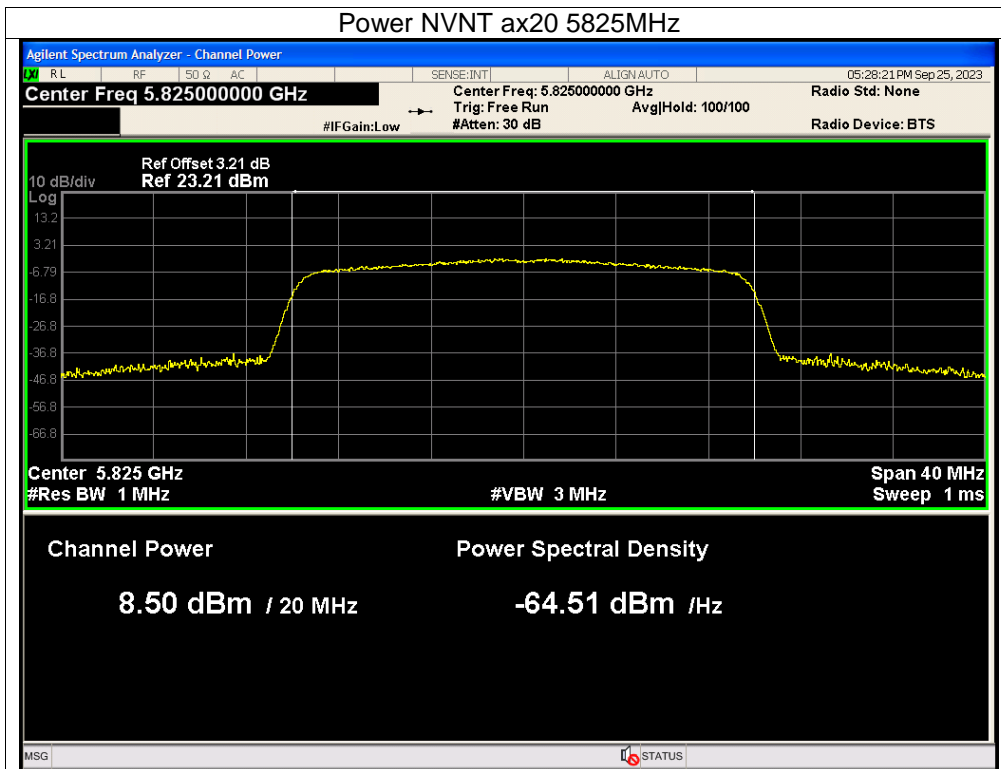 Power NVNT ax20 5825MHz
Agilent Spectrum Analyzer - Channel Power
LXI RL RF 50 Ω AC SENSE:INT ALIGN AUTO 05:28:21 PM Sep 25, 2023
Center Freq 5.825000000 GHz Center Freq: 5.825000000 GHz Radio Std: None
Trig: Free Run Avg|Hold: 100/100
#IFGain:Low #Atten: 30 dB Radio Device: BTS
Ref Offset 3.21 dB
10 dB/div Ref 23.21 dBm
Log
13.2
3.21
-6.79
-16.8
-26.8
-36.8
-46.8
-56.8
-66.8
Center 5.825 GHz Span 40 MHz
#Res BW 1 MHz #VBW 3 MHz Sweep 1 ms
Channel Power Power Spectral Density
8.50 dBm / 20 MHz -64.51 dBm /Hz
MSG STATUS